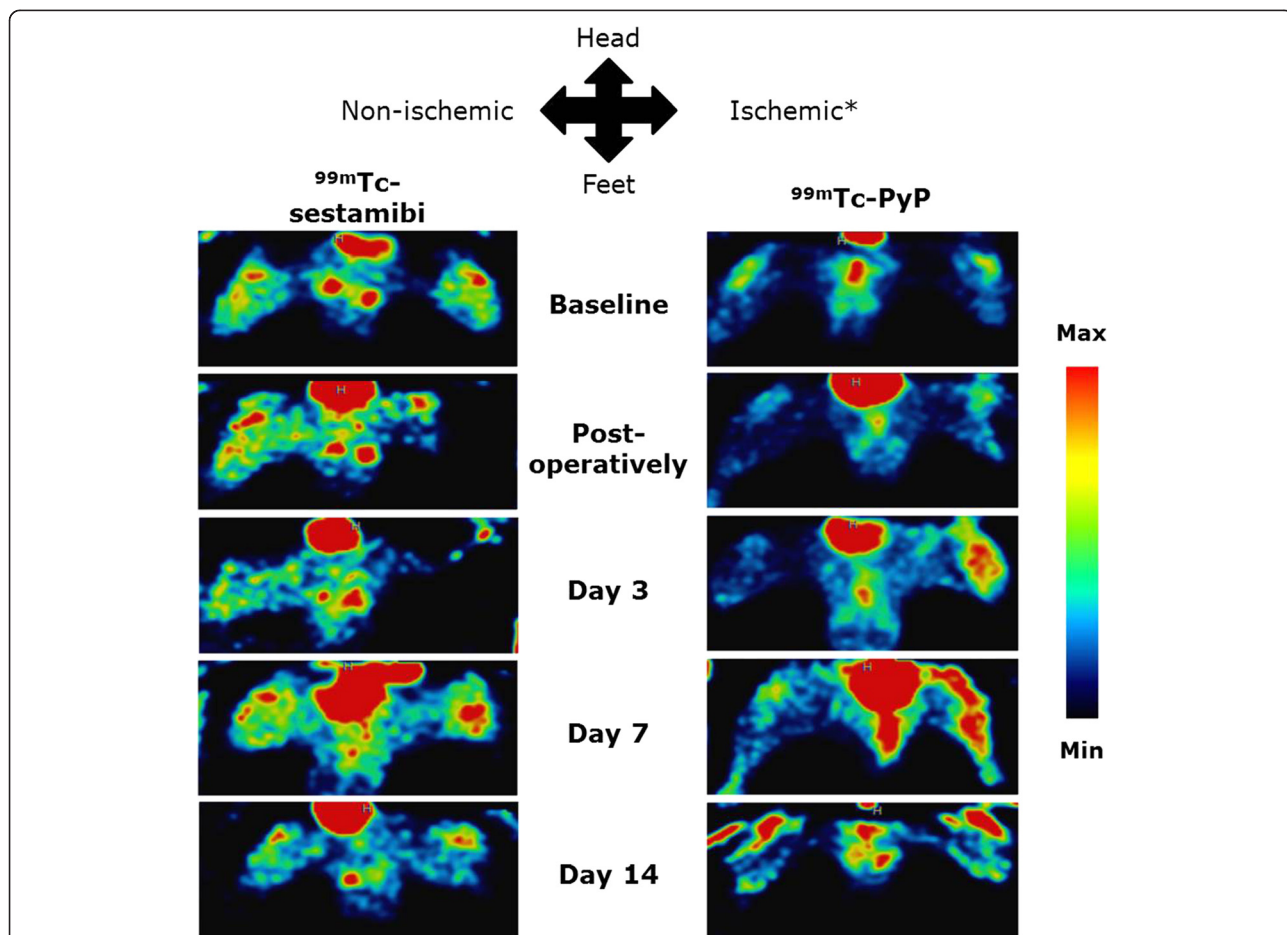 Head
Non-ischemic
Ischemic*
Feet
⁹⁹ᵐTc-
sestamibi
⁹⁹ᵐTc-PyP
H
H
Baseline
Max
H
H
Post-
operatively
H
H
Day 3
H
H
Day 7
Min
H
H
Day 14